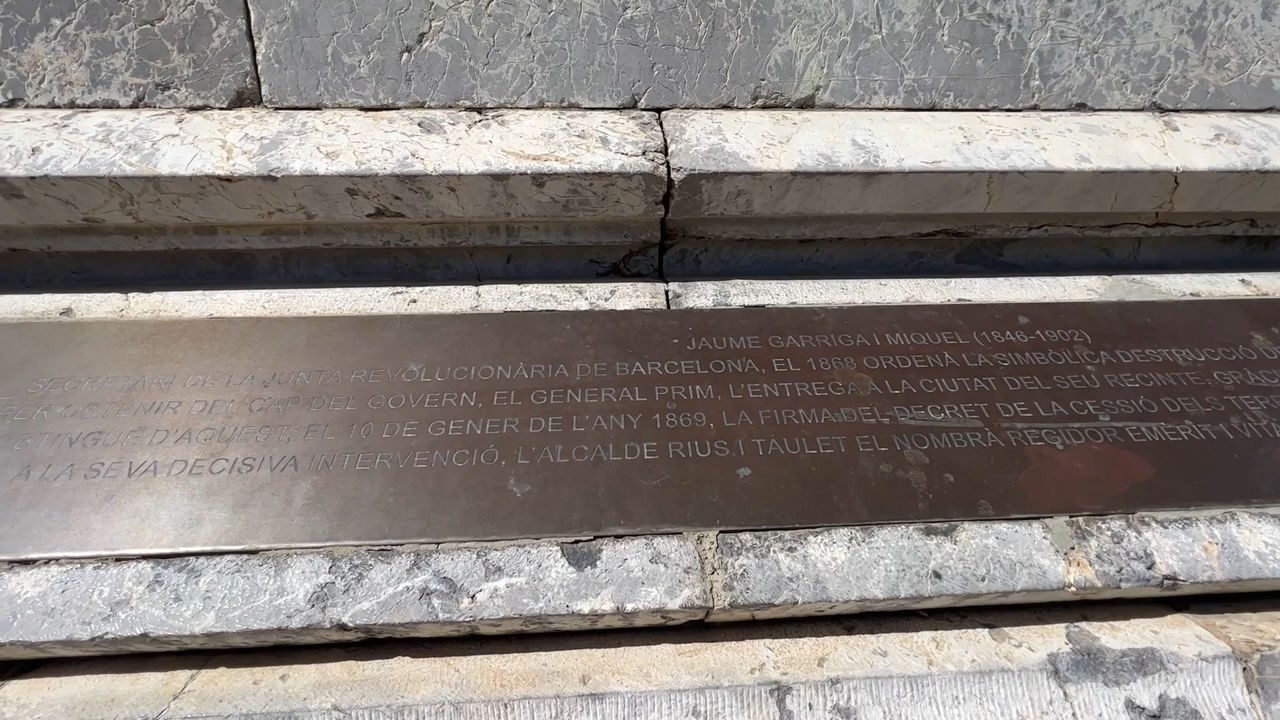 JAUME GARRIGA I MIQUEL (1846-1902)
SECRETARI DE LA JUNTA REVOLUCIONÀRIA DE BARCELONA, EL 1868 ORDENÀ LA SIMBÒLICA DESTRUCCIÓ
PER OBTENIR DEL CAP DEL GOVERN, EL GENERAL PRIM, L'ENTREGA A LA CIUTAT DEL SEU RECINTE.
D'AQUEST, EL 10 DE GENER DE L'ANY 1869, LA FIRMA DEL DECRET DE LA CESSIÓ DELS
A LA SEVA DECISIVA INTERVENCIÓ, L'ALCALDE RIUS I TAULET EL NOMBRÀ REGIDOR EMÈRIT I